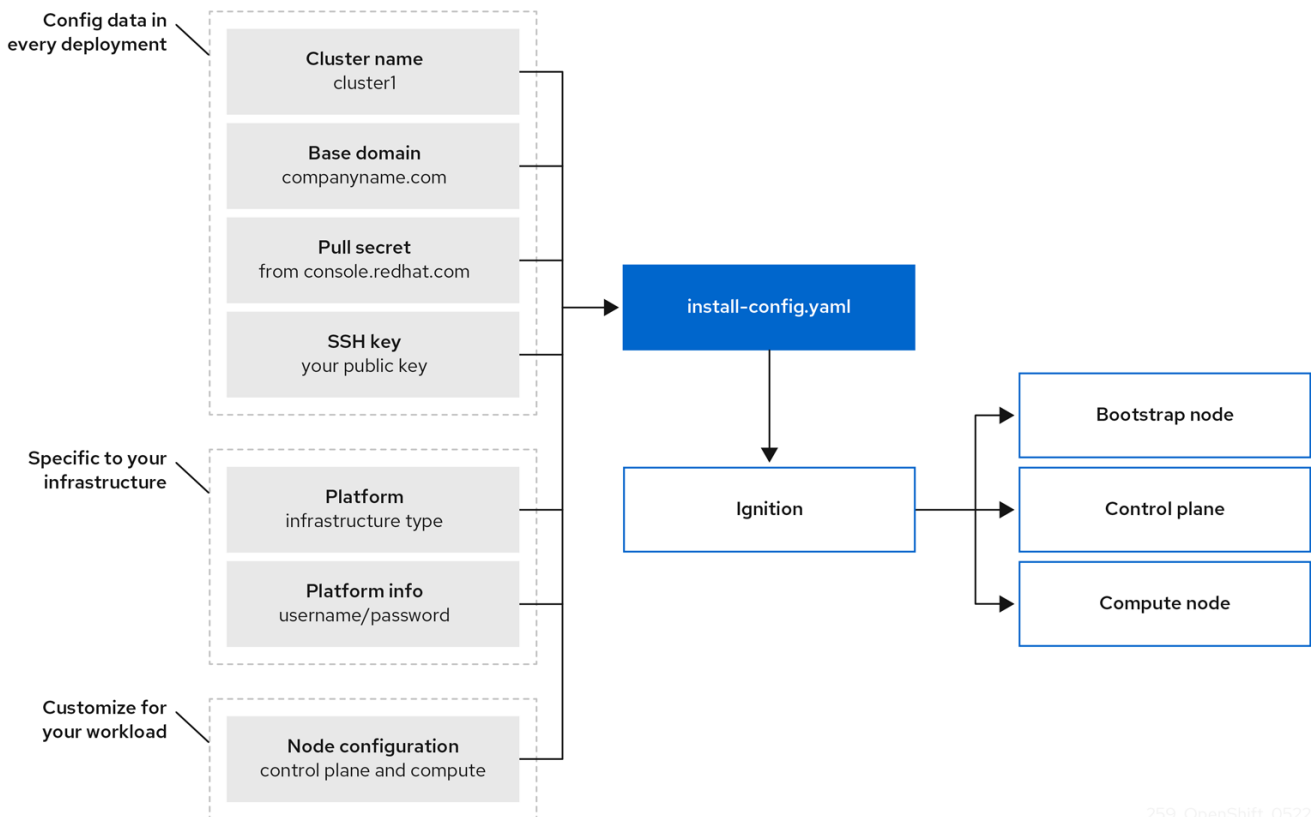 Config data in
every deployment
Cluster name
cluster1
Base domain
companyname.com
Pull secret
from console.redhat.com
SSH key
your public key
install-config.yaml
Specific to your
infrastructure
Platform
infrastructure type
Platform info
username/password
Ignition
Bootstrap node
Control plane
Compute node
Customize for
your workload
Node configuration
control plane and compute
259_OpenShift_0522